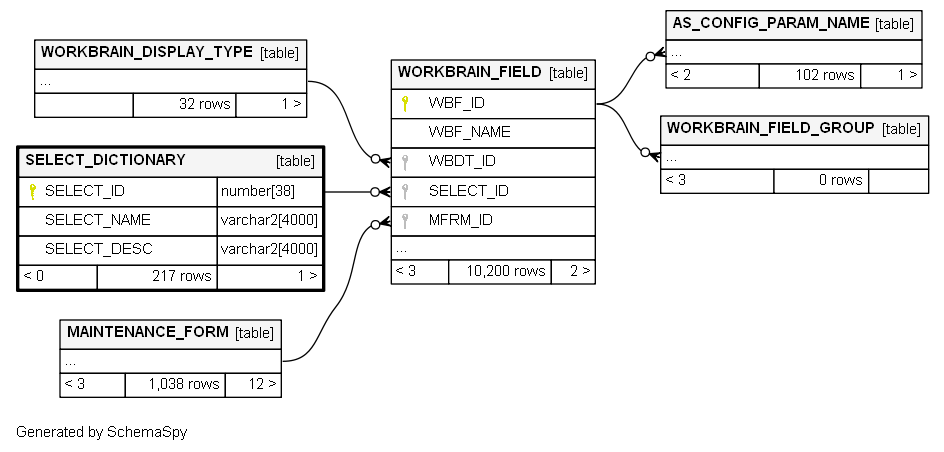 WORKBRAIN_DISPLAY_TYPE [table]
...
32 rows 1 >
SELECT_DICTIONARY [table]
SELECT_ID number[38]
SELECT_NAME varchar2[4000]
SELECT_DESC varchar2[4000]
< 0 217 rows 1 >
MAINTENANCE_FORM [table]
...
< 3 1,038 rows 12 >
WORKBRAIN_FIELD [table]
WBF_ID
WBF_NAME
WBDT_ID
SELECT_ID
MFRM_ID
...
< 3 10,200 rows 2 >
AS_CONFIG_PARAM_NAME [table]
...
< 2 102 rows 1 >
WORKBRAIN_FIELD_GROUP [table]
...
< 3 0 rows
Generated by SchemaSpy